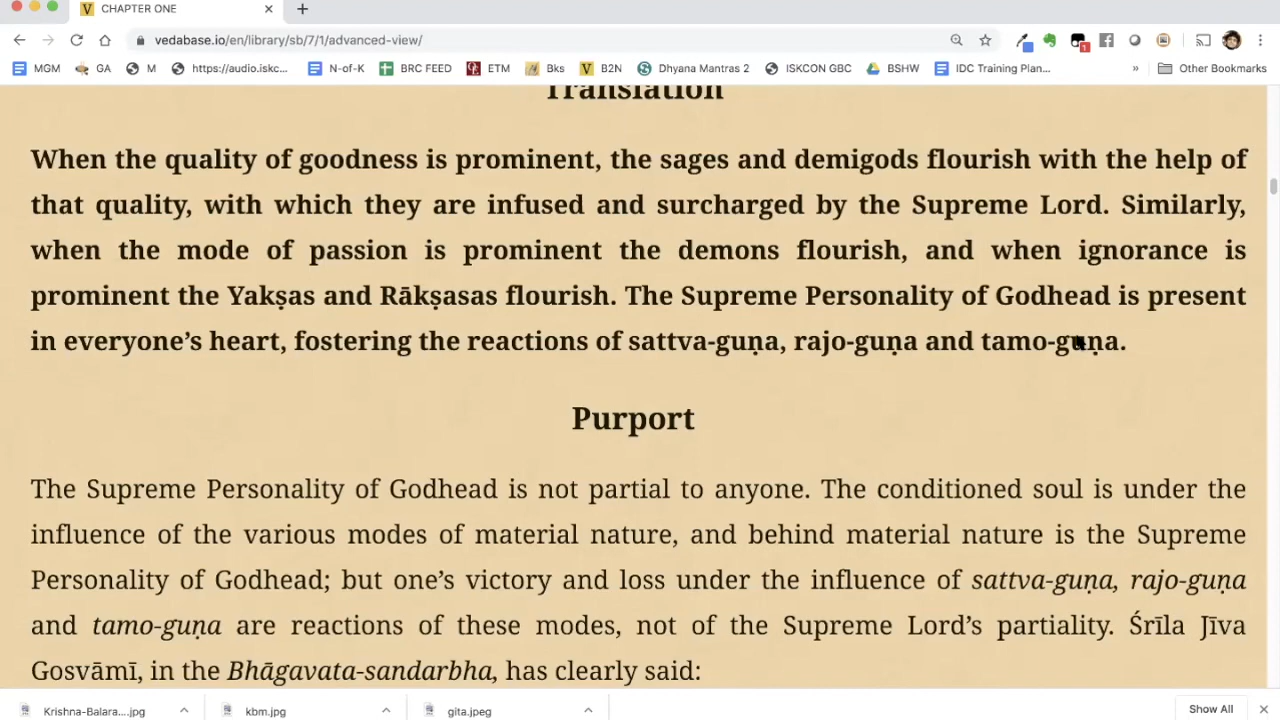 CHAPTER ONE
vedabase.io/en/library/sb/7/1/advanced-view/
MGM GA M https://audio.iskc... N-of-K BRC FEED ETM Bks B2N Dhyana Mantras 2 ISKCON GBC BSHW IDC Training Plan... » Other Bookmarks
Translation
When the quality of goodness is prominent, the sages and demigods flourish with the help of
that quality, with which they are infused and surcharged by the Supreme Lord. Similarly,
when the mode of passion is prominent the demons flourish, and when ignorance is
prominent the Yakṣas and Rākṣasas flourish. The Supreme Personality of Godhead is present
in everyone’s heart, fostering the reactions of sattva-guṇa, rajo-guṇa and tamo-guṇa.
Purport
The Supreme Personality of Godhead is not partial to anyone. The conditioned soul is under the
influence of the various modes of material nature, and behind material nature is the Supreme
Personality of Godhead; but one’s victory and loss under the influence of sattva-guṇa, rajo-guṇa
and tamo-guṇa are reactions of these modes, not of the Supreme Lord’s partiality. Śrīla Jīva
Gosvāmī, in the Bhāgavata-sandarbha, has clearly said:
Krishna-Balara....jpg kbm.jpg gita.jpeg Show All